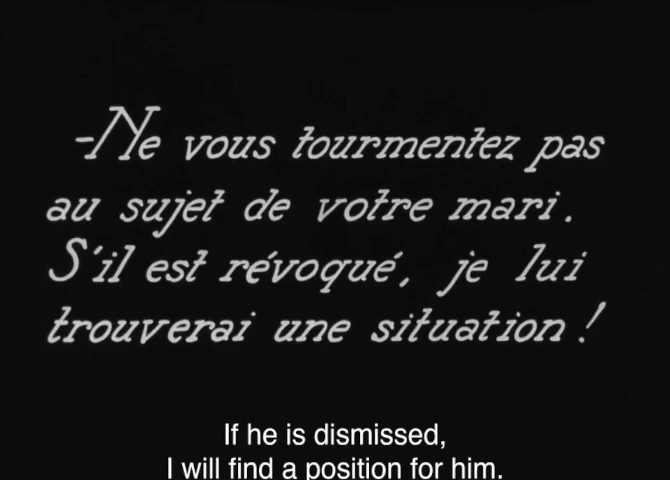 -Ne vous tourmentez pas
au sujet de votre mari.
S'il est révoqué, je lui
trouverai une situation!
If he is dismissed,
I will find a position for him.